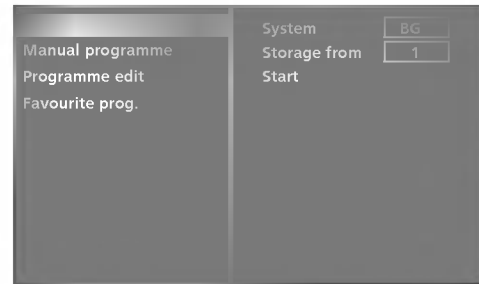 System BG
Manual programme
Storage from 1
Programme edit
Start
Favourite prog.